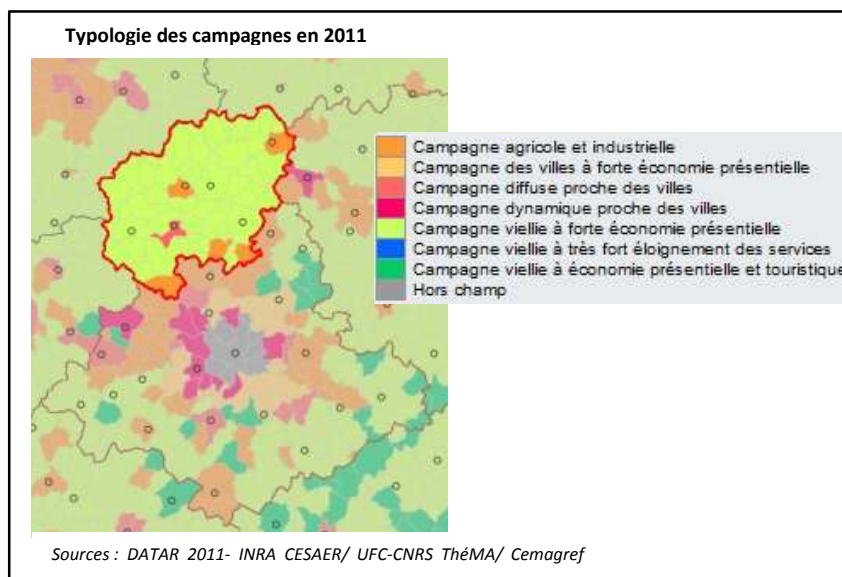 Typologie des campagnes en 2011
Campagne agricole et industrielle
Campagne des villes à forte économie présentielle
Campagne diffuse proche des villes
Campagne dynamique proche des villes
Campagne viellie à forte économie présentielle
Campagne viellie à très fort éloignement des services
Campagne viellie à économie présentielle et touristique
Hors champ
Sources : DATAR 2011- INRA CESAER/ UFC-CNRS ThéMA/ Cemagref